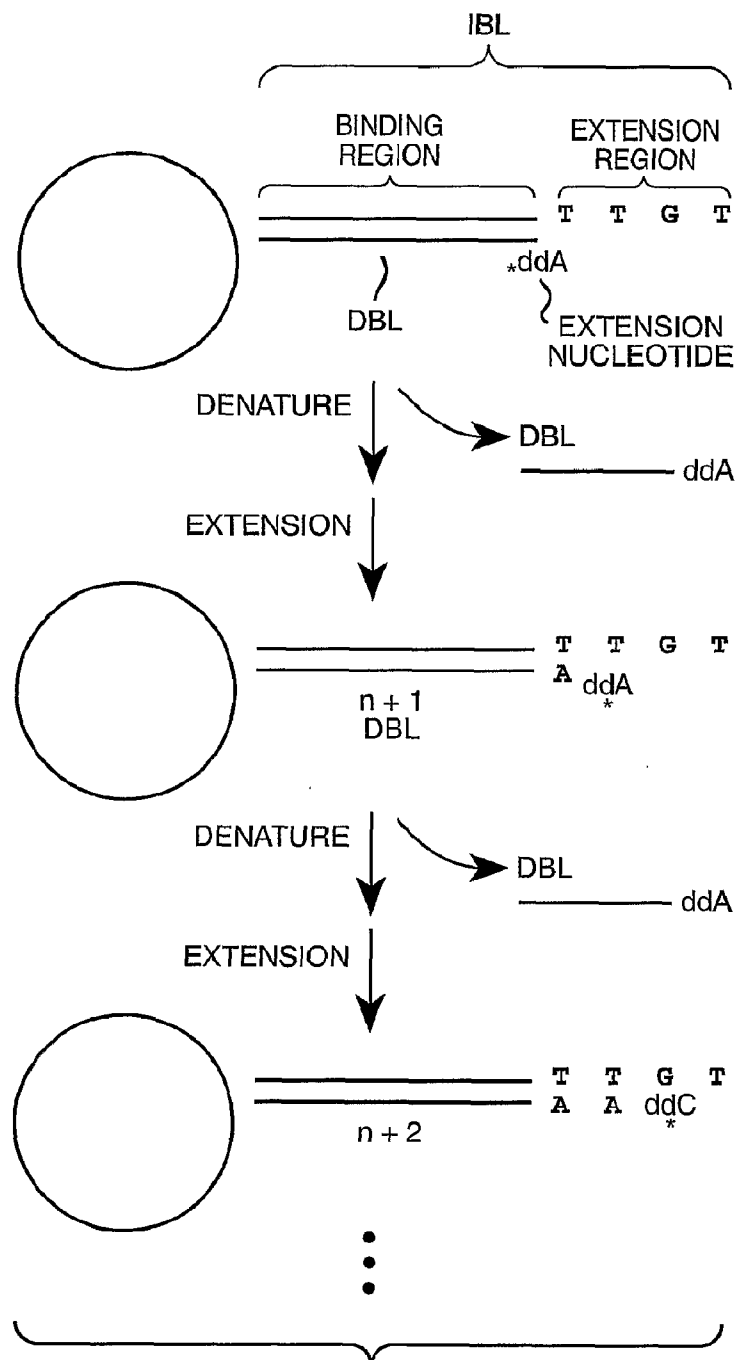 IBL
BINDING REGION
EXTENSION REGION
T T G T
*ddA
DBL
EXTENSION NUCLEOTIDE
DENATURE
DBL
ddA
EXTENSION
T T G T
A ddA
*
n + 1
DBL
DENATURE
DBL
ddA
EXTENSION
T T G T
A A ddC
*
n + 2